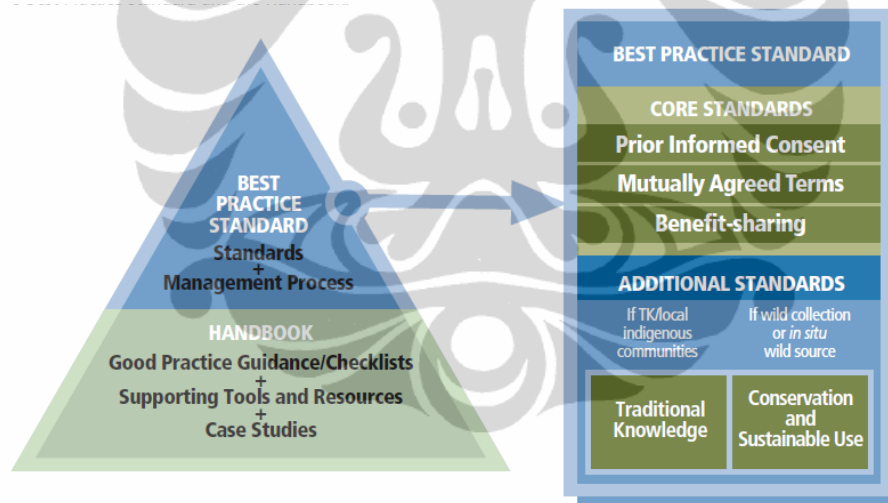 BEST
PRACTICE
STANDARD
Standards
+
Management Process
HANDBOOK
Good Practice Guidance/Checklists
+
Supporting Tools and Resources
+
Case Studies
BEST PRACTICE STANDARD
CORE STANDARDS
Prior Informed Consent
Mutually Agreed Terms
Benefit-sharing
ADDITIONAL STANDARDS
If TK/local
indigenous
communities
If wild collection
or in situ
wild source
Traditional
Knowledge
Conservation
and
Sustainable Use